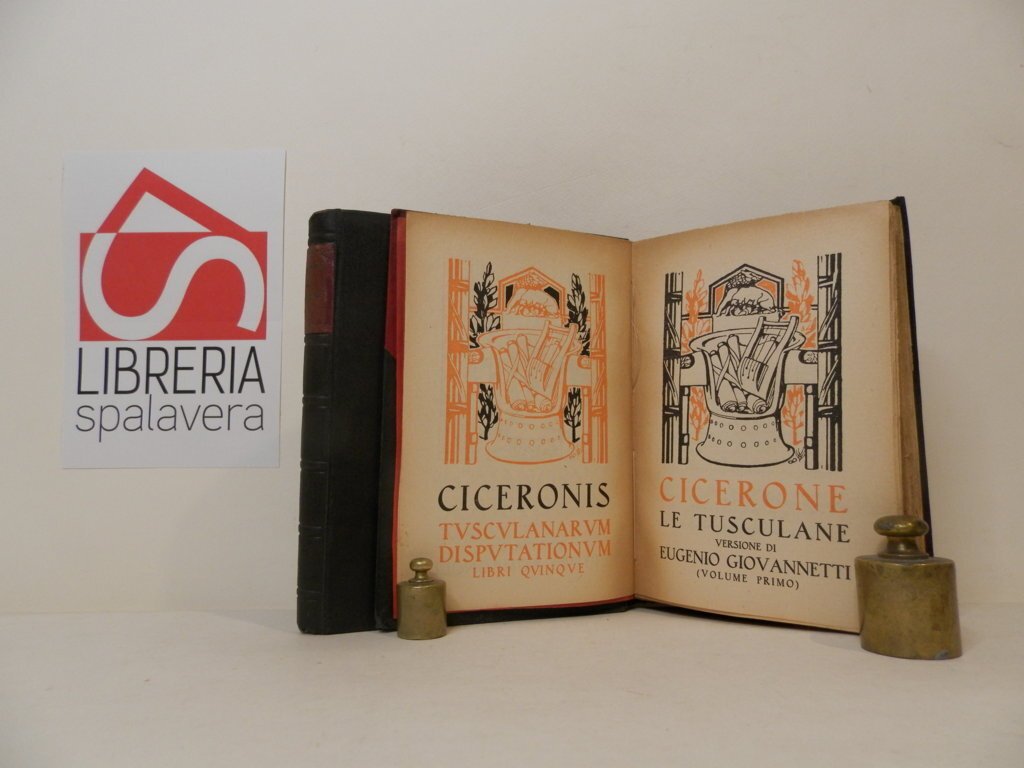 LIBRERIA
spalavera
CICERONIS
TVSCVLANARVM
DISPVTATIONVM
LIBRI QVINQVE
CICERONE
LE TUSCULANE
VERSIONE DI
EUGENIO GIOVANNETTI
(VOLUME PRIMO)